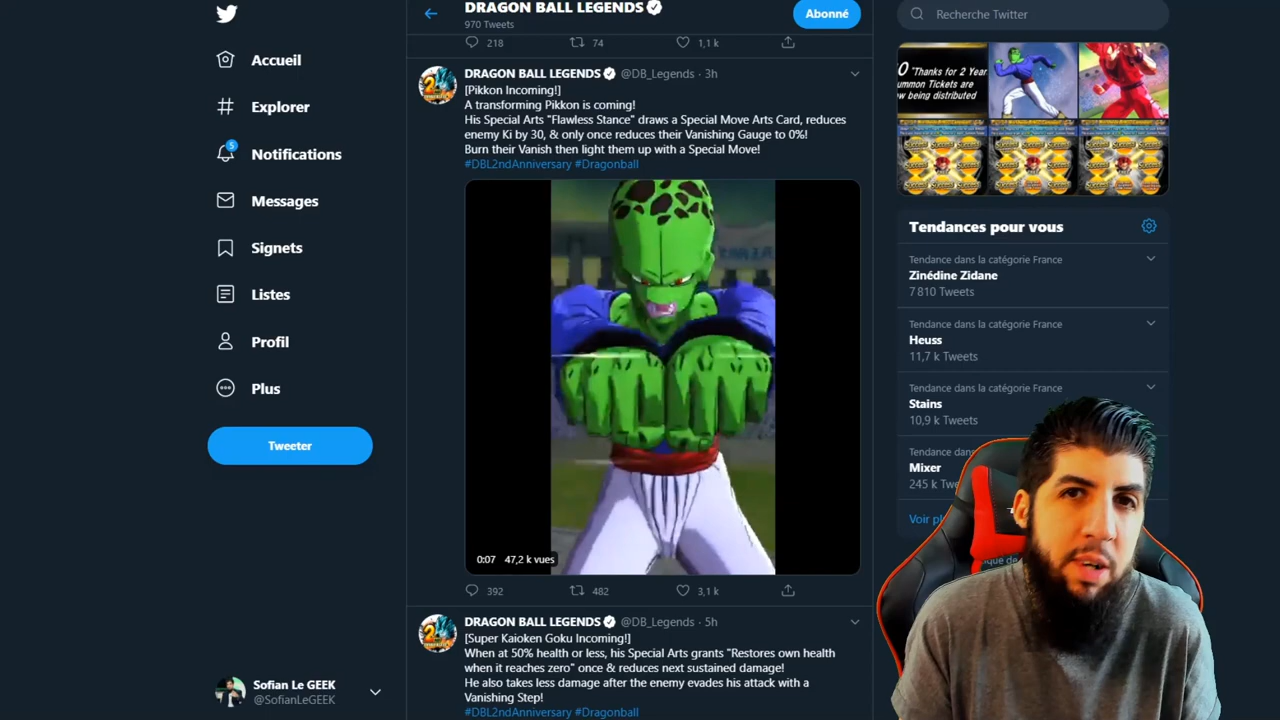 DRAGON BALL LEGENDS
970 Tweets
Abonné
Recherche Twitter
Accueil
Explorer
5
Notifications
Messages
Signets
Listes
Profil
Plus
Tweeter
Sofian Le GEEK
@SofianLeGEEK
218
74
1,1 k
DRAGON BALL LEGENDS @DB_Legends · 3h
[Pikkon Incoming!]
A transforming Pikkon is coming!
His Special Arts "Flawless Stance" draws a Special Move Arts Card, reduces
enemy Ki by 30, & only once reduces their Vanishing Gauge to 0%!
Burn their Vanish then light them up with a Special Move!
#DBL2ndAnniversary #Dragonball
0:07 47,2 k vues
392
482
3,1 k
DRAGON BALL LEGENDS @DB_Legends · 5h
[Super Kaioken Goku Incoming!]
When at 50% health or less, his Special Arts grants "Restores own health
when it reaches zero" once & reduces next sustained damage!
He also takes less damage after the enemy evades his attack with a
Vanishing Step!
#DBL2ndAnniversary #Dragonball
0 "Thanks for 2 Year
ummon Tickets are
w being distributed
Tendances pour vous
Tendance dans la catégorie France
Zinédine Zidane
7 810 Tweets
Tendance dans la catégorie France
Heuss
11,7 k Tweets
Tendance dans la catégorie France
Stains
10,9 k Tweets
Tendance dans
Mixer
245 k Twe
Voir pl